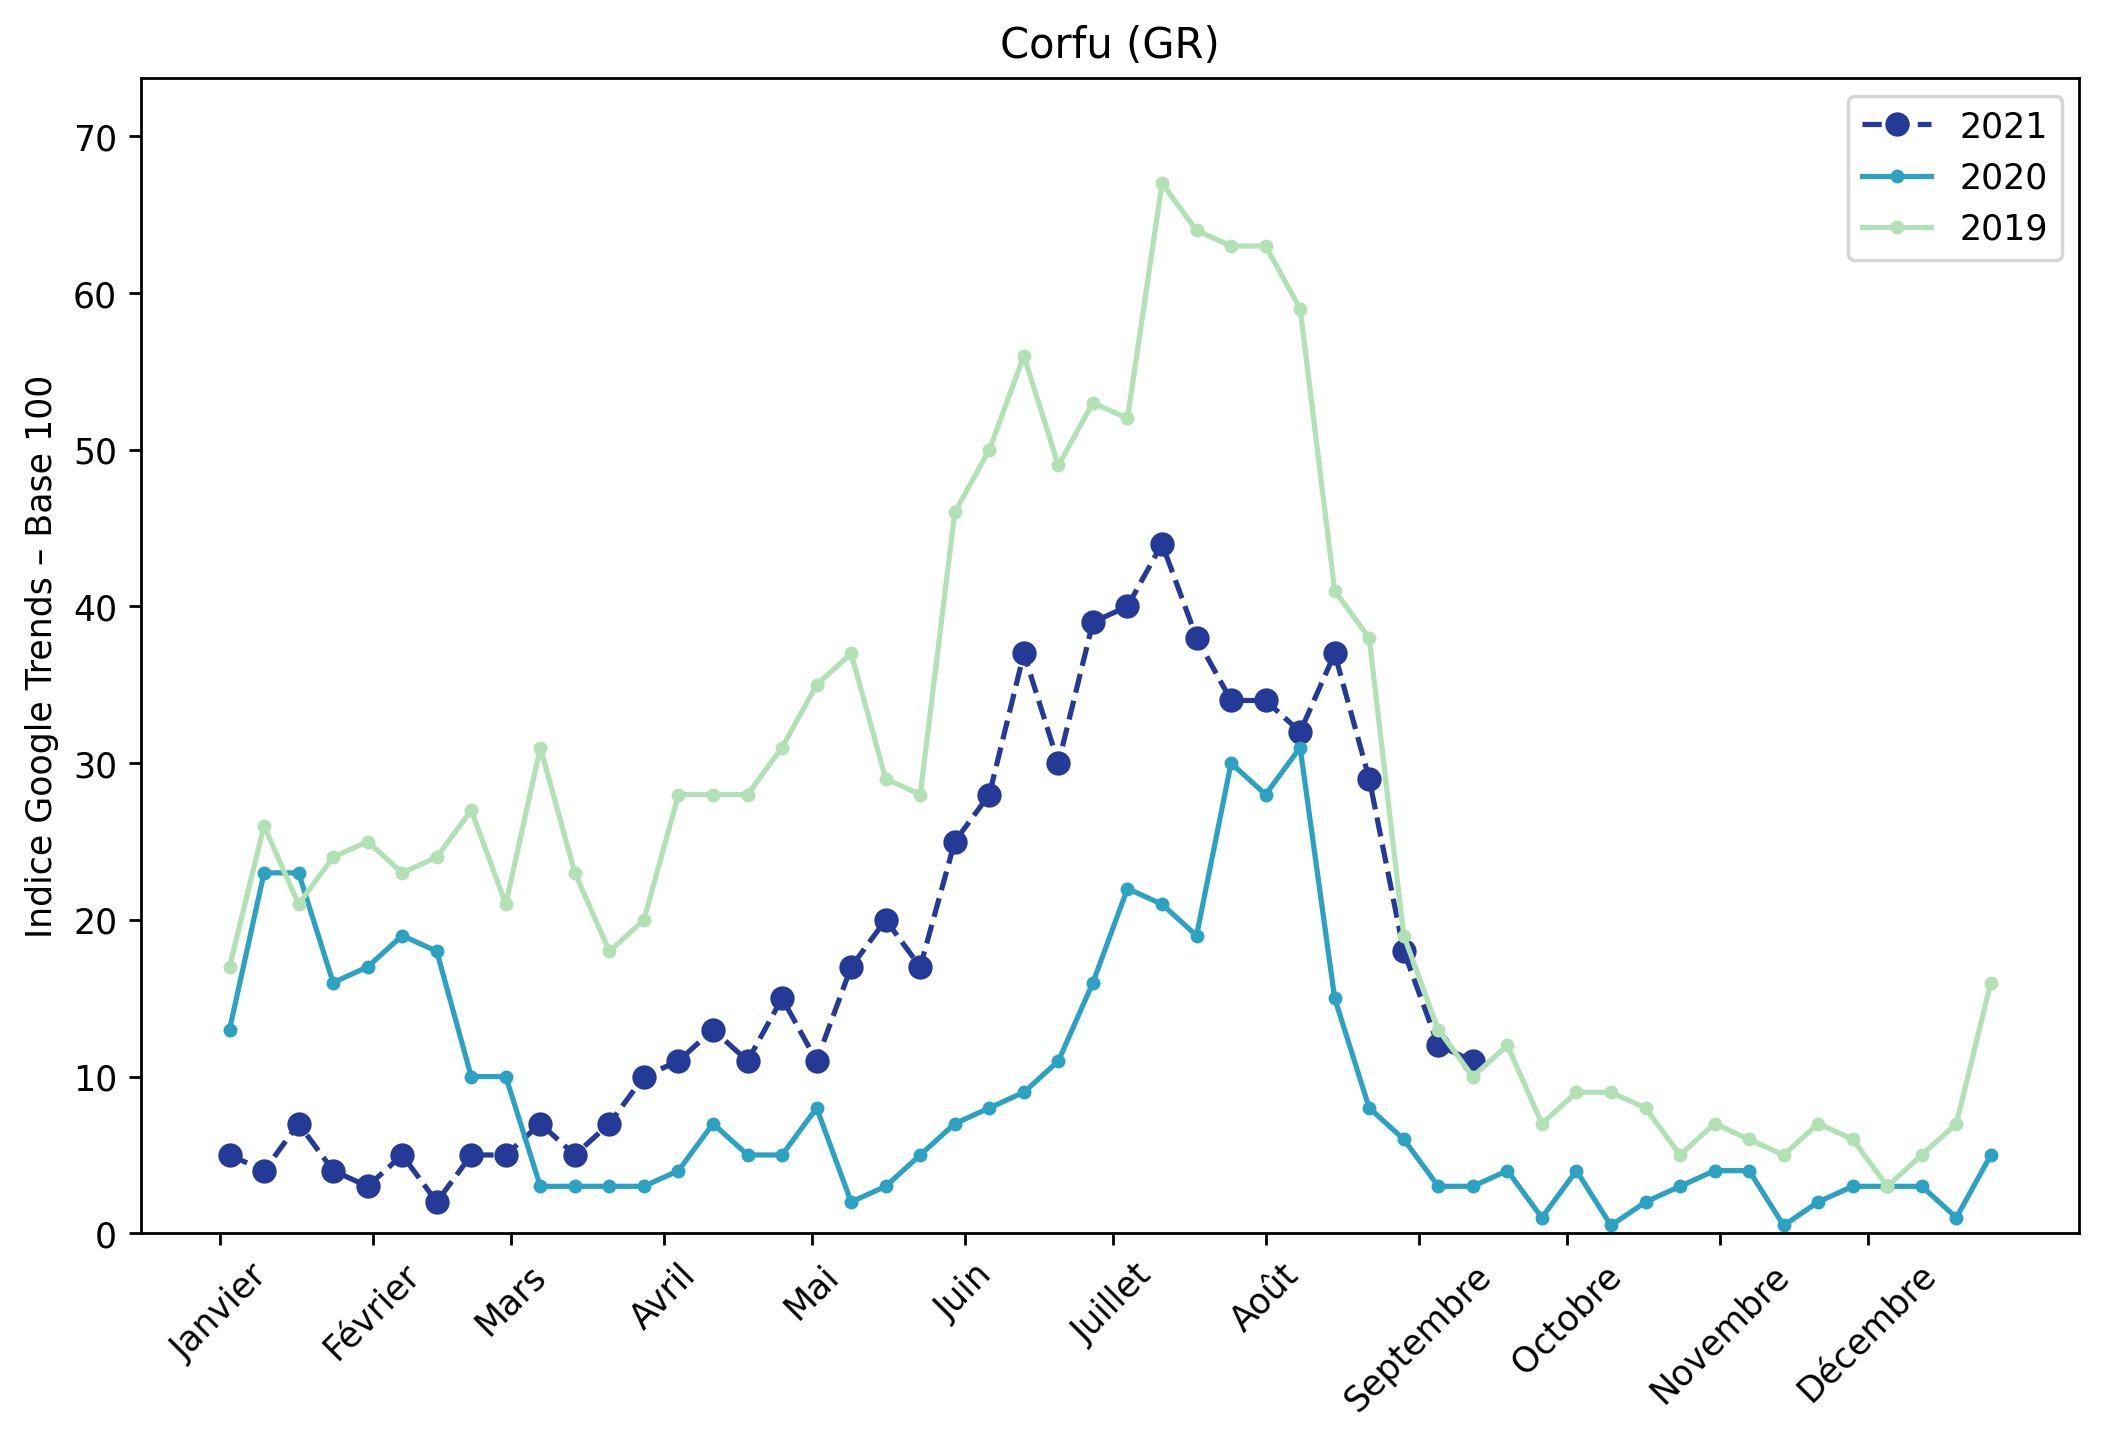 Corfu (GR)
Indice Google Trends – Base 100
70
60
50
40
30
20
10
0
2021
2020
2019
Janvier
Février
Mars
Avril
Mai
Juin
Juillet
Août
Septembre
Octobre
Novembre
Décembre